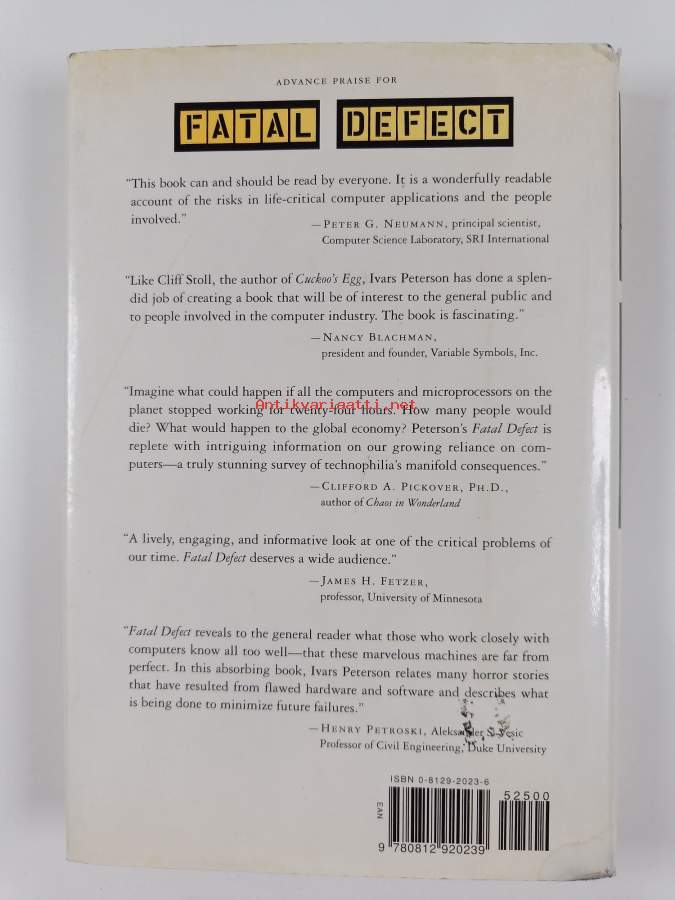 ADVANCE PRAISE FOR
FATAL DEFECT
“This book can and should be read by everyone. It is a wonderfully readable
account of the risks in life-critical computer applications and the people
involved.”
—PETER G. NEUMANN, principal scientist,
Computer Science Laboratory, SRI International
“Like Cliff Stoll, the author of Cuckoo’s Egg, Ivars Peterson has done a splen-
did job of creating a book that will be of interest to the general public and
to people involved in the computer industry. The book is fascinating.”
—NANCY BLACHMAN,
president and founder, Variable Symbols, Inc.
“Imagine what could happen if all the computers and microprocessors on the
Antikvariaatti.net
planet stopped working for twenty-four hours. How many people would
die? What would happen to the global economy? Peterson’s Fatal Defect is
replete with intriguing information on our growing reliance on com-
puters—a truly stunning survey of technophilia’s manifold consequences.”
—CLIFFORD A. PICKOVER, PH.D.,
author of Chaos in Wonderland
“A lively, engaging, and informative look at one of the critical problems of
our time. Fatal Defect deserves a wide audience.”
—JAMES H. FETZER,
professor, University of Minnesota
“Fatal Defect reveals to the general reader what those who work closely with
computers know all too well—that these marvelous machines are far from
perfect. In this absorbing book, Ivars Peterson relates many horror stories
that have resulted from flawed hardware and software and describes what
is being done to minimize future failures.”
—HENRY PETROSKI, Aleksandar S. Vesic
Professor of Civil Engineering, Duke University
ISBN 0-8129-2023-6
52500
EAN
9 780812 920239